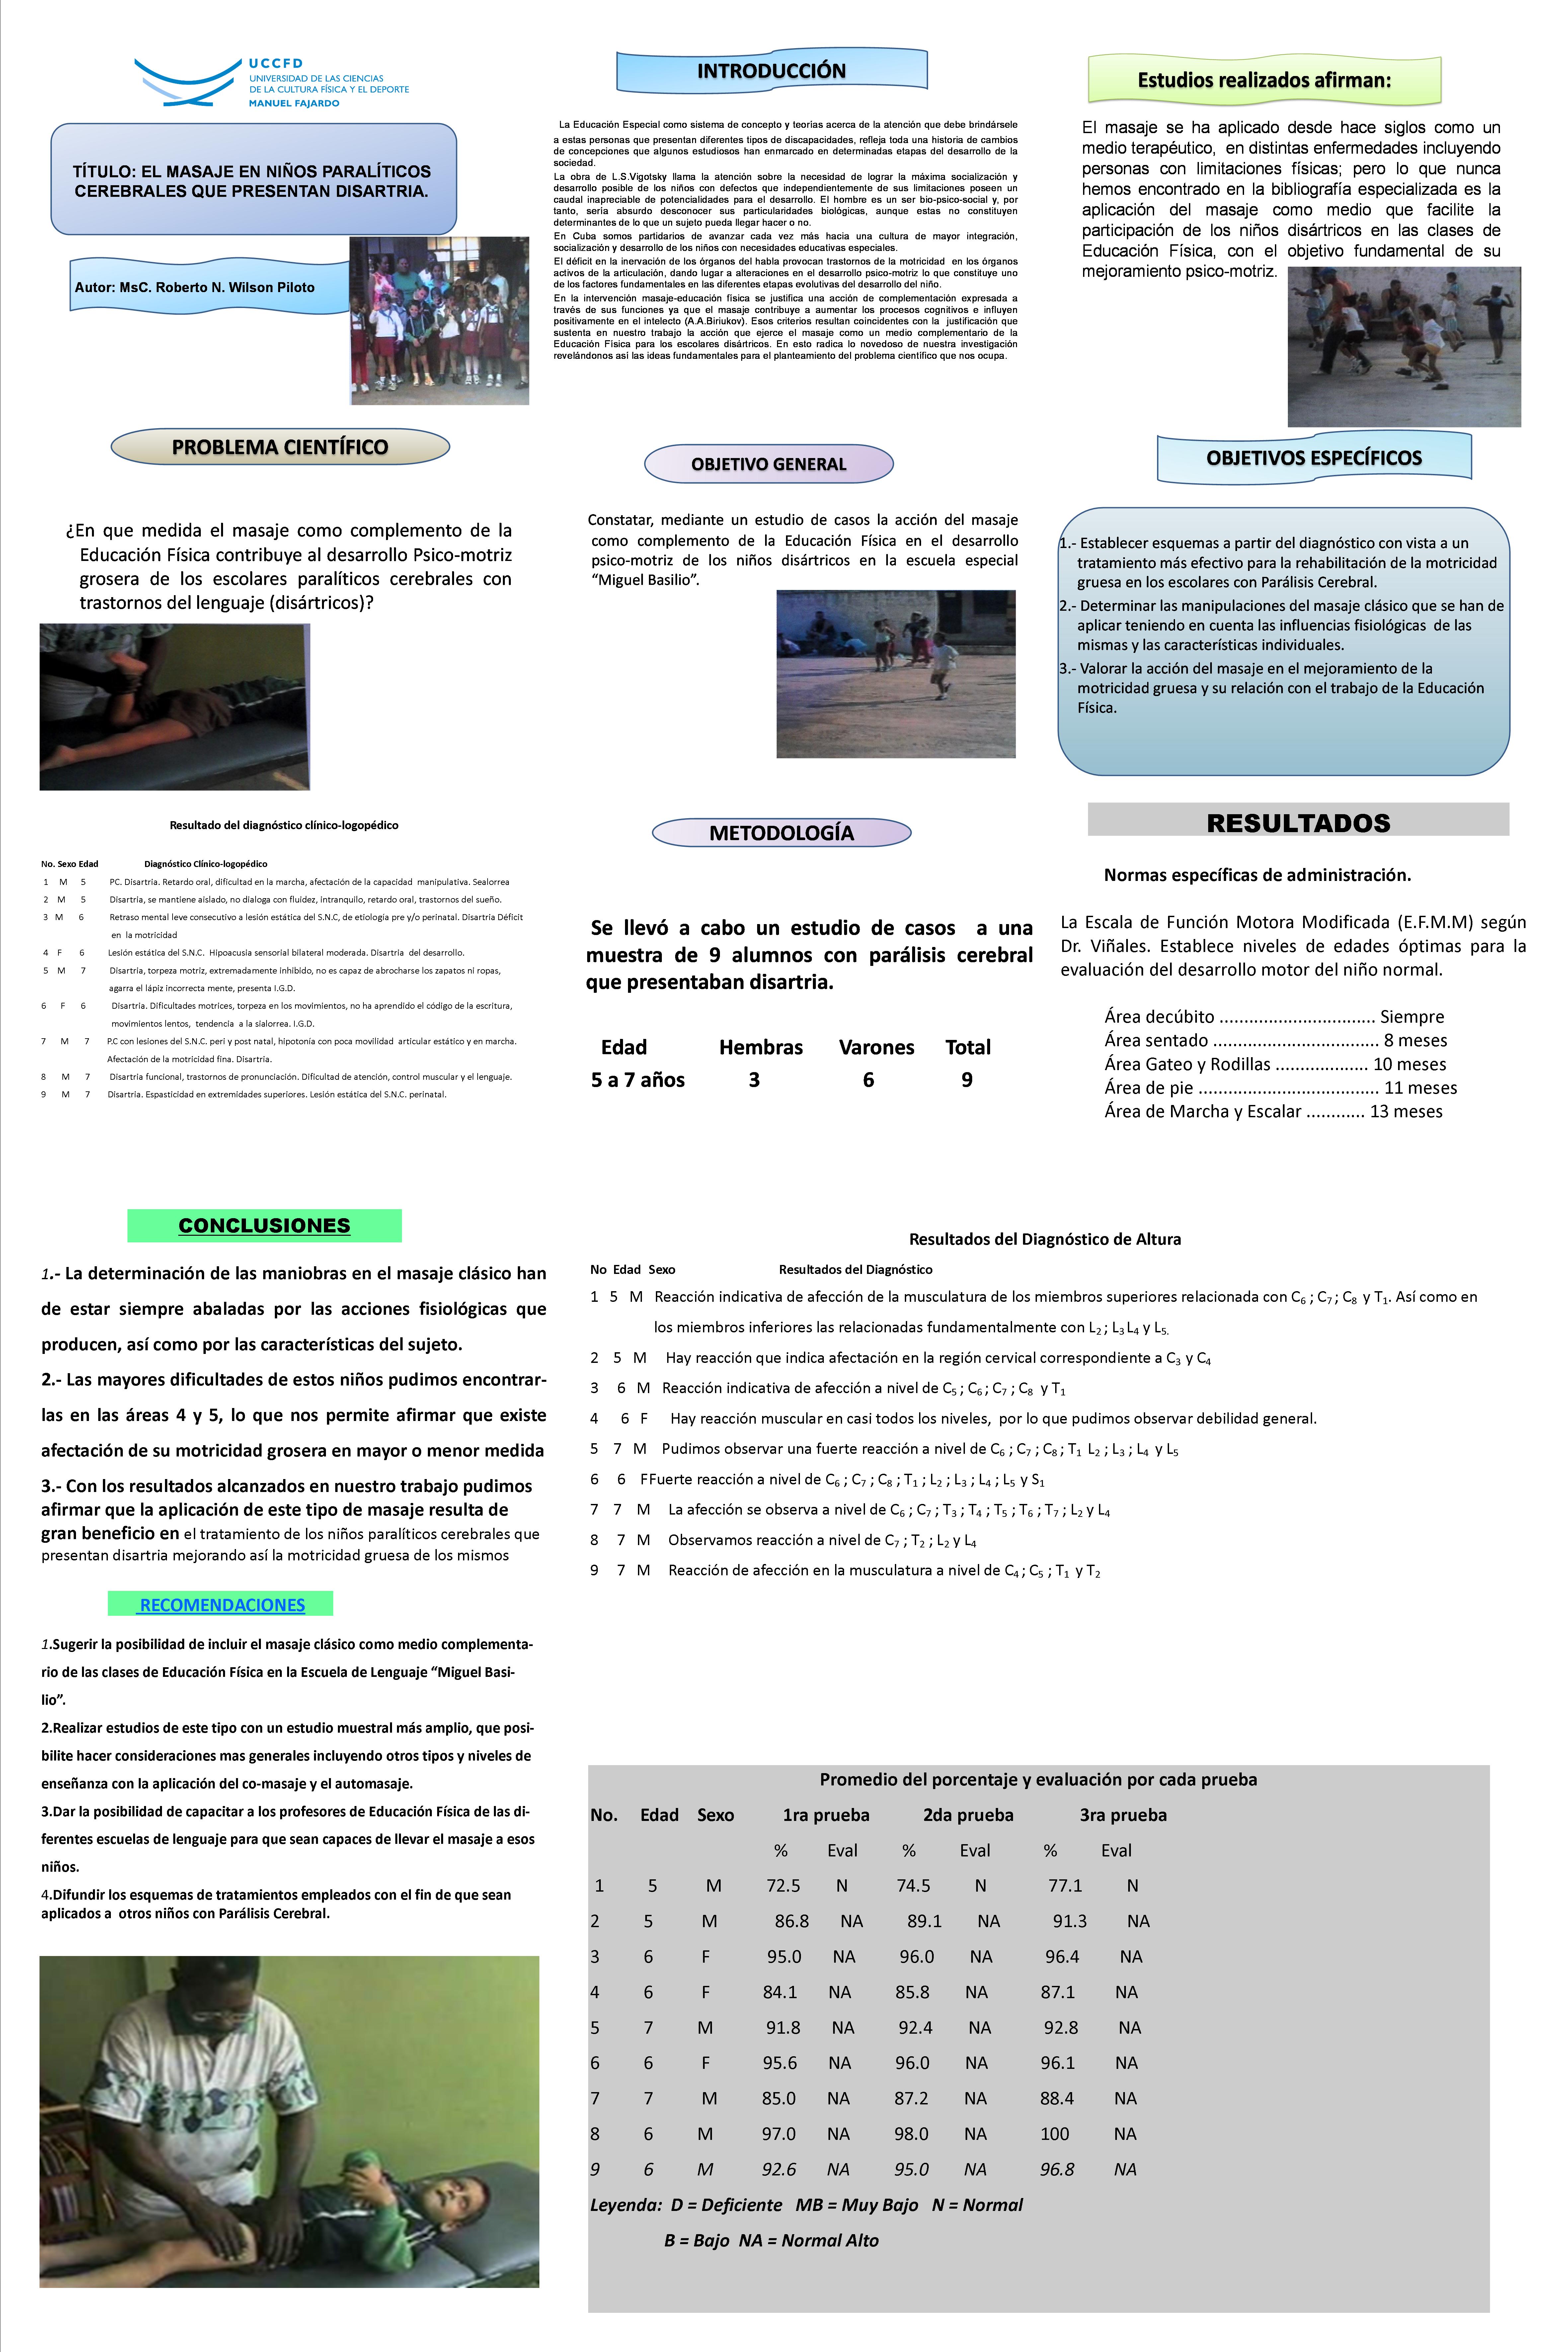 UCCFD
UNIVERSIDAD DE LAS CIENCIAS
DE LA CULTURA FÍSICA Y EL DEPORTE
MANUEL FAJARDO
TÍTULO: EL MASAJE EN NIÑOS PARALÍTICOS
CEREBRALES QUE PRESENTAN DISARTRIA.
Autor: MsC. Roberto N. Wilson Piloto
INTRODUCCIÓN
La Educación Especial como sistema de concepto y teorías acerca de la atención que debe brindársele
a estas personas que presentan diferentes tipos de discapacidades, refleja toda una historia de cambios
de concepciones que algunos estudiosos han enmarcado en determinadas etapas del desarrollo de la
sociedad.
La obra de L.S.Vigotsky llama la atención sobre la necesidad de lograr la máxima socialización y
desarrollo posible de los niños con defectos que independientemente de sus limitaciones poseen un
caudal inapreciable de potencialidades para el desarrollo. El hombre es un ser bio-psico-social y, por
tanto, sería absurdo desconocer sus particularidades biológicas, aunque estas no constituyen
determinantes de lo que un sujeto pueda llegar hacer o no.
En Cuba somos partidarios de avanzar cada vez más hacia una cultura de mayor integración,
socialización y desarrollo de los niños con necesidades educativas especiales.
El déficit en la inervación de los órganos del habla provocan trastornos de la motricidad en los órganos
activos de la articulación, dando lugar a alteraciones en el desarrollo psico-motriz lo que constituye uno
de los factores fundamentales en las diferentes etapas evolutivas del desarrollo del niño.
En la intervención masaje-educación física se justifica una acción de complementación expresada a
través de sus funciones ya que el masaje contribuye a aumentar los procesos cognitivos e influyen
positivamente en el intelecto (A.A.Biriukov). Esos criterios resultan coincidentes con la justificación que
sustenta en nuestro trabajo la acción que ejerce el masaje como un medio complementario de la
Educación Física para los escolares disártricos. En esto radica lo novedoso de nuestra investigación
revelándonos así las ideas fundamentales para el planteamiento del problema científico que nos ocupa.
Estudios realizados afirman:
El masaje se ha aplicado desde hace siglos como un
medio terapéutico, en distintas enfermedades incluyendo
personas con limitaciones físicas; pero lo que nunca
hemos encontrado en la bibliografía especializada es la
aplicación del masaje como medio que facilite la
participación de los niños disártricos en las clases de
Educación Física, con el objetivo fundamental de su
mejoramiento psico-motriz.
PROBLEMA CIENTÍFICO
¿En que medida el masaje como complemento de la
Educación Física contribuye al desarrollo Psico-motriz
grosera de los escolares paralíticos cerebrales con
trastornos del lenguaje (disártricos)?
OBJETIVO GENERAL
Constatar, mediante un estudio de casos la acción del masaje
como complemento de la Educación Física en el desarrollo
psico-motriz de los niños disártricos en la escuela especial
“Miguel Basilio”.
OBJETIVOS ESPECÍFICOS
1.- Establecer esquemas a partir del diagnóstico con vista a un
tratamiento más efectivo para la rehabilitación de la motricidad
gruesa en los escolares con Parálisis Cerebral.
2.- Determinar las manipulaciones del masaje clásico que se han de
aplicar teniendo en cuenta las influencias fisiológicas de las
mismas y las características individuales.
3.- Valorar la acción del masaje en el mejoramiento de la
motricidad gruesa y su relación con el trabajo de la Educación
Física.
Resultado del diagnóstico clínico-logopédico
No. Sexo Edad Diagnóstico Clínico-logopédico
1 M 5 PC. Disartria. Retardo oral, dificultad en la marcha, afectación de la capacidad manipulativa. Sealorrea
2 M 5 Disartria, se mantiene aislado, no dialoga con fluidez, intranquilo, retardo oral, trastornos del sueño.
3 M 6 Retraso mental leve consecutivo a lesión estática del S.N.C, de etiología pre y/o perinatal. Disartria Déficit
en la motricidad
4 F 6 Lesión estática del S.N.C. Hipoacusia sensorial bilateral moderada. Disartria del desarrollo.
5 M 7 Disartria, torpeza motriz, extremadamente inhibido, no es capaz de abrocharse los zapatos ni ropas,
agarra el lápiz incorrecta mente, presenta I.G.D.
6 F 6 Disartria. Dificultades motrices, torpeza en los movimientos, no ha aprendido el código de la escritura,
movimientos lentos, tendencia a la sialorrea. I.G.D.
7 M 7 P.C con lesiones del S.N.C. peri y post natal, hipotonía con poca movilidad articular estático y en marcha.
Afectación de la motricidad fina. Disartria.
8 M 7 Disartria funcional, trastornos de pronunciación. Dificultad de atención, control muscular y el lenguaje.
9 M 7 Disartria. Espasticidad en extremidades superiores. Lesión estática del S.N.C. perinatal.
METODOLOGÍA
Se llevó a cabo un estudio de casos a una
muestra de 9 alumnos con parálisis cerebral
que presentaban disartria.
Edad Hembras Varones Total
5 a 7 años 3 6 9
RESULTADOS
Normas específicas de administración.
La Escala de Función Motora Modificada (E.F.M.M) según
Dr. Viñales. Establece niveles de edades óptimas para la
evaluación del desarrollo motor del niño normal.
Área decúbito ................................ Siempre
Área sentado .................................. 8 meses
Área Gateo y Rodillas ................... 10 meses
Área de pie ..................................... 11 meses
Área de Marcha y Escalar ............ 13 meses
CONCLUSIONES
1.- La determinación de las maniobras en el masaje clásico han
de estar siempre abaladas por las acciones fisiológicas que
producen, así como por las características del sujeto.
2.- Las mayores dificultades de estos niños pudimos encontrar-
las en las áreas 4 y 5, lo que nos permite afirmar que existe
afectación de su motricidad grosera en mayor o menor medida
3.- Con los resultados alcanzados en nuestro trabajo pudimos
afirmar que la aplicación de este tipo de masaje resulta de
gran beneficio en el tratamiento de los niños paralíticos cerebrales que
presentan disartria mejorando así la motricidad gruesa de los mismos
RECOMENDACIONES
1.Sugerir la posibilidad de incluir el masaje clásico como medio complementa-
rio de las clases de Educación Física en la Escuela de Lenguaje “Miguel Basi-
lio”.
2.Realizar estudios de este tipo con un estudio muestral más amplio, que posi-
bilite hacer consideraciones mas generales incluyendo otros tipos y niveles de
enseñanza con la aplicación del co-masaje y el automasaje.
3.Dar la posibilidad de capacitar a los profesores de Educación Física de las di-
ferentes escuelas de lenguaje para que sean capaces de llevar el masaje a esos
niños.
4.Difundir los esquemas de tratamientos empleados con el fin de que sean
aplicados a otros niños con Parálisis Cerebral.
Resultados del Diagnóstico de Altura
No Edad Sexo Resultados del Diagnóstico
1 5 M Reacción indicativa de afección de la musculatura de los miembros superiores relacionada con C6 ; C7 ; C8 y T1. Así como en
los miembros inferiores las relacionadas fundamentalmente con L2 ; L3 L4 y L5.
2 5 M Hay reacción que indica afectación en la región cervical correspondiente a C3 y C4
3 6 M Reacción indicativa de afección a nivel de C5 ; C6 ; C7 ; C8 y T1
4 6 F Hay reacción muscular en casi todos los niveles, por lo que pudimos observar debilidad general.
5 7 M Pudimos observar una fuerte reacción a nivel de C6 ; C7 ; C8 ; T1 L2 ; L3 ; L4 y L5
6 6 FFuerte reacción a nivel de C6 ; C7 ; C8 ; T1 ; L2 ; L3 ; L4 ; L5 y S1
7 7 M La afección se observa a nivel de C6 ; C7 ; T3 ; T4 ; T5 ; T6 ; T7 ; L2 y L4
8 7 M Observamos reacción a nivel de C7 ; T2 ; L2 y L4
9 7 M Reacción de afección en la musculatura a nivel de C4 ; C5 ; T1 y T2
Promedio del porcentaje y evaluación por cada prueba
No. Edad Sexo 1ra prueba 2da prueba 3ra prueba
% Eval % Eval % Eval
1 5 M 72.5 N 74.5 N 77.1 N
2 5 M 86.8 NA 89.1 NA 91.3 NA
3 6 F 95.0 NA 96.0 NA 96.4 NA
4 6 F 84.1 NA 85.8 NA 87.1 NA
5 7 M 91.8 NA 92.4 NA 92.8 NA
6 6 F 95.6 NA 96.0 NA 96.1 NA
7 7 M 85.0 NA 87.2 NA 88.4 NA
8 6 M 97.0 NA 98.0 NA 100 NA
9 6 M 92.6 NA 95.0 NA 96.8 NA
Leyenda: D = Deficiente MB = Muy Bajo N = Normal
B = Bajo NA = Normal Alto